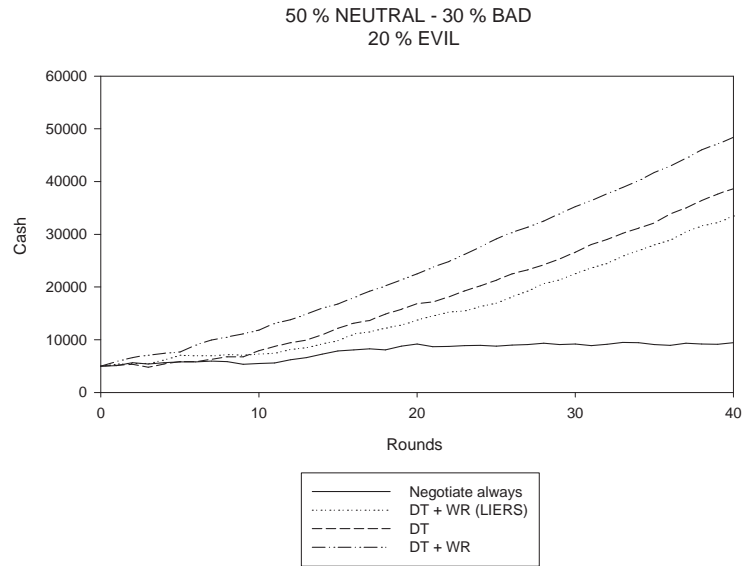 50 % NEUTRAL - 30 % BAD
20 % EVIL
60000
50000
40000
30000
20000
10000
0
Cash
0 10 20 30 40
Rounds
Negotiate always
DT + WR (LIERS)
DT
DT + WR